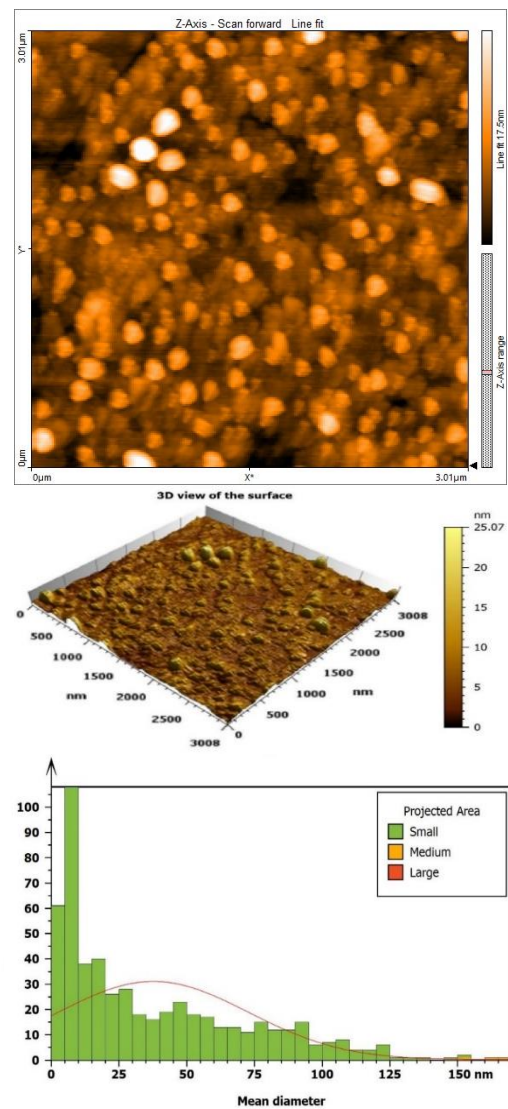 Z-Axis - Scan forward Line fit
3.01µm
Y*
0µm
0µm
X*
3.01µm
Line fit 17.5nm
Z-Axis range
3D view of the surface
nm
25.07
20
15
10
5
0
0
500
1000
1500
nm
2000
2500
3008
0
500
1000
nm
1500
2000
2500
3008
100
90
80
70
60
50
40
30
20
10
0
Projected Area
Small
Medium
Large
0
25
50
75
100
125
150 nm
Mean diameter